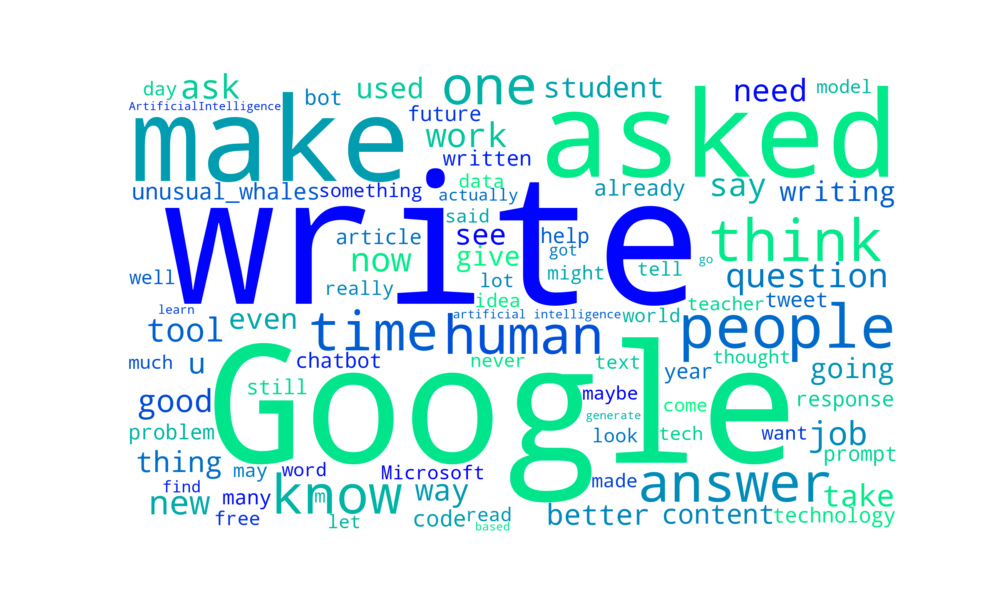 day ask bot used one student need model
ArtificialIntelligence
make future work asked
written
unusual_whales something data actually already say writing
write said
article see help think
now give got go
well really lot might tell question
idea
learn artificial intelligence world teacher tweet
tool even time human people
much u chatbot never text thought
still Google year going
good maybe come response
generate
problem look tech want job
prompt
thing may word Microsoft made answer
find know way take
new many m
free let code read better content technology
based